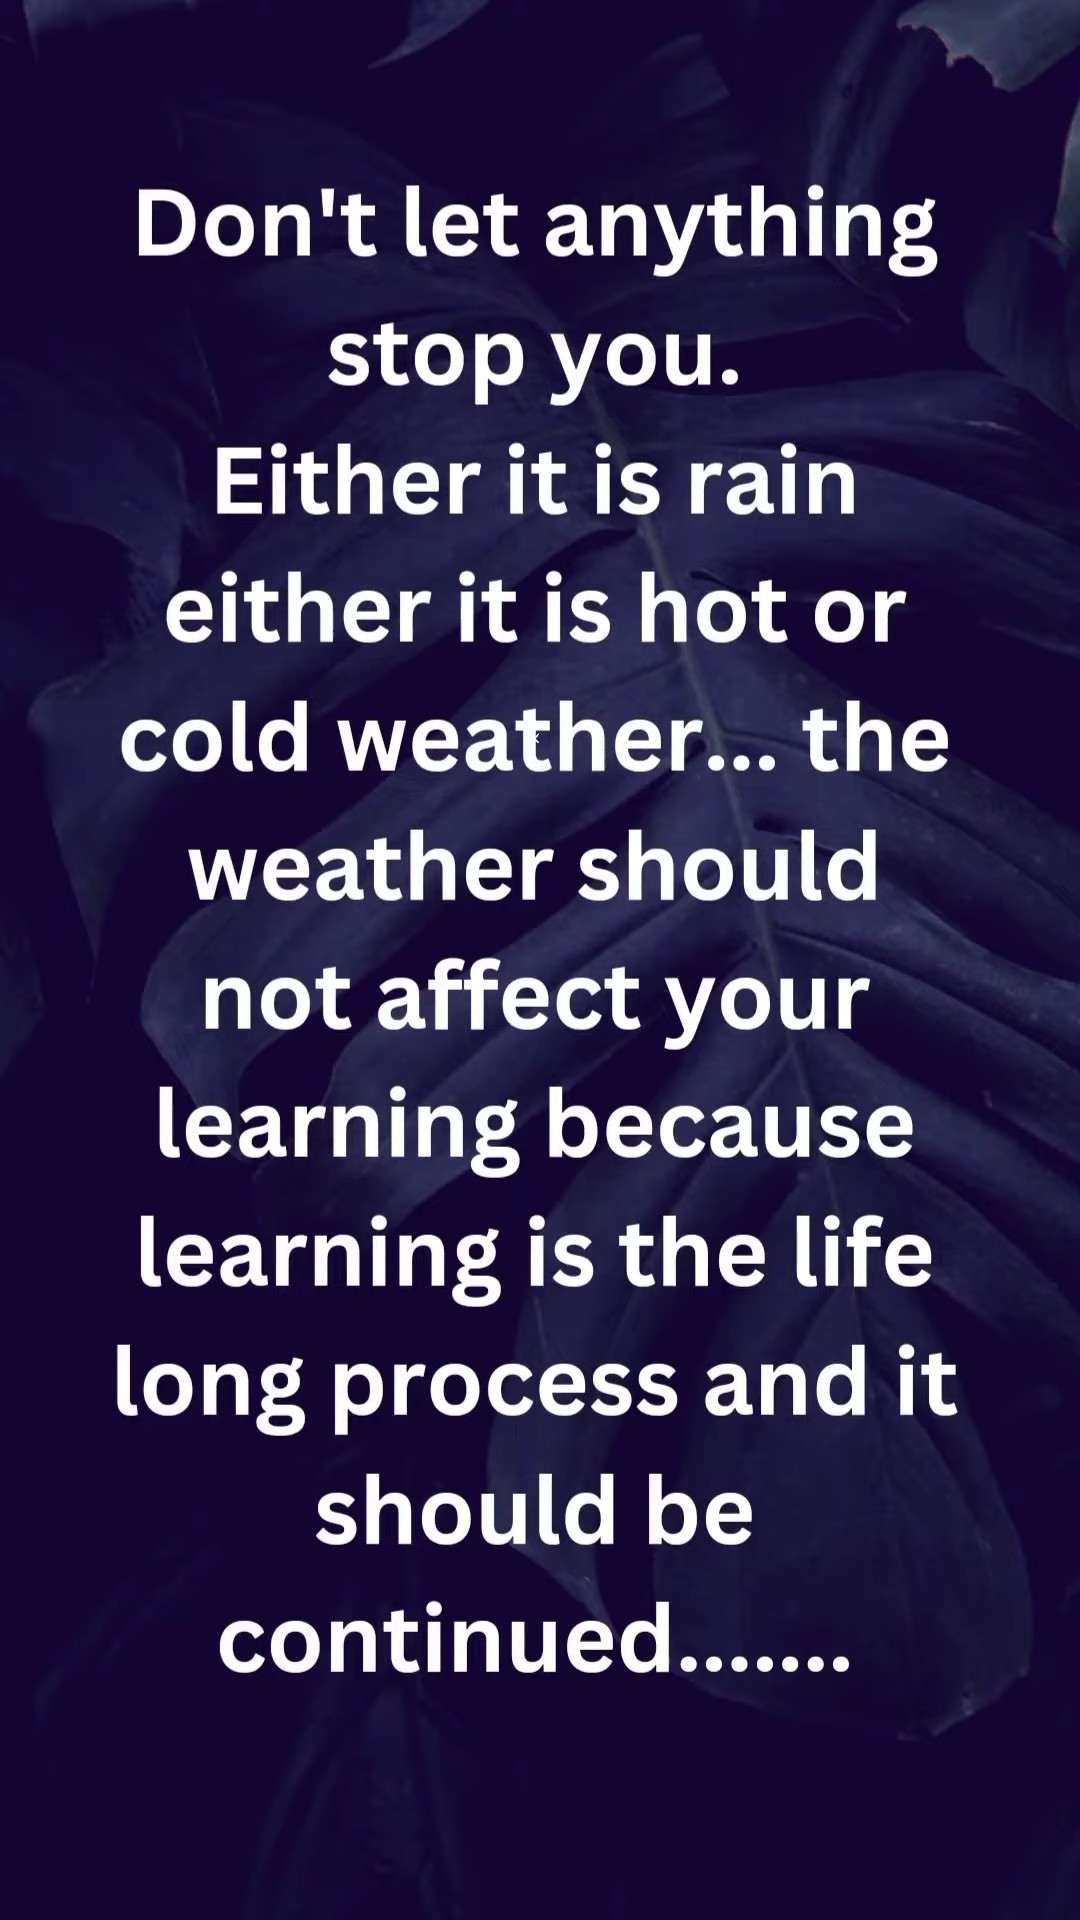 Don't let anything
stop you.
Either it is rain
either it is hot or
cold weather... the
weather should
not affect your
learning because
learning is the life
long process and it
should be
continued.......